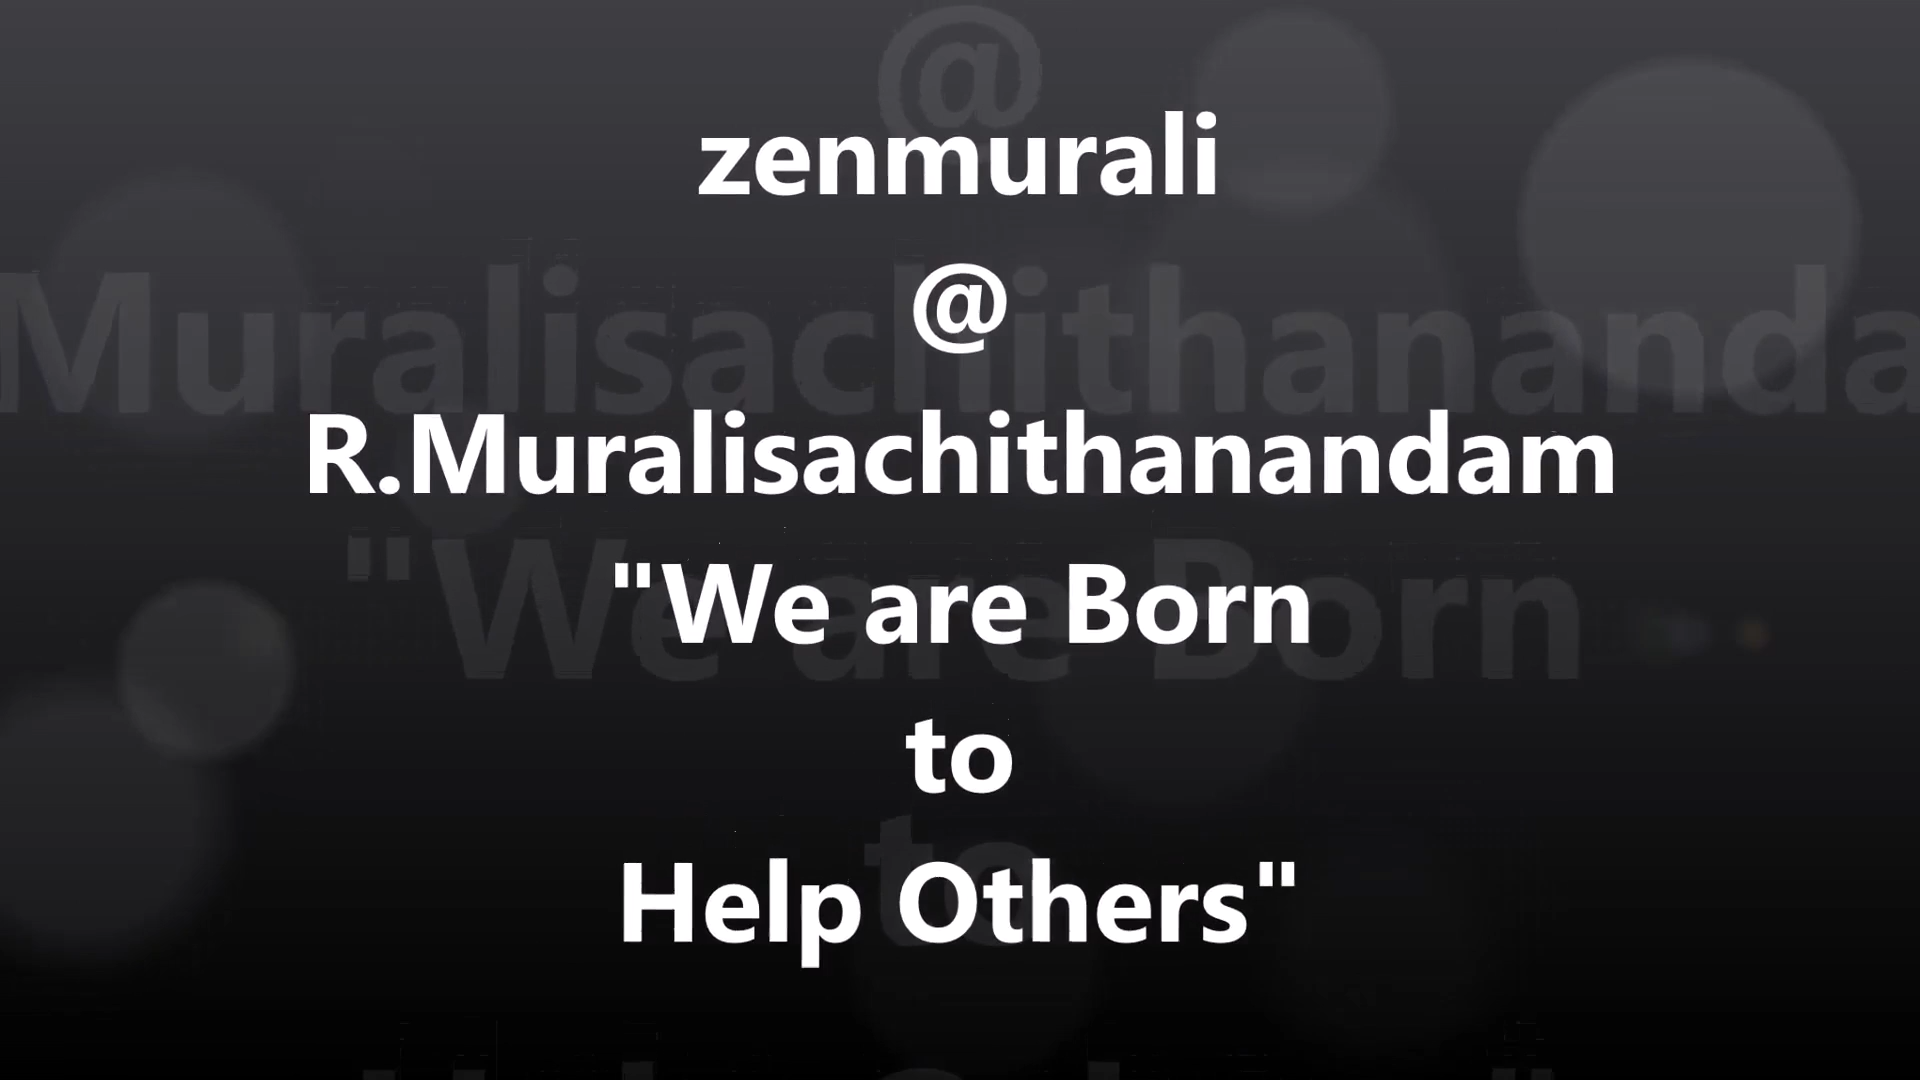 zenmurali
@
R.Muralisachithanandam
"We are Born
to
Help Others"